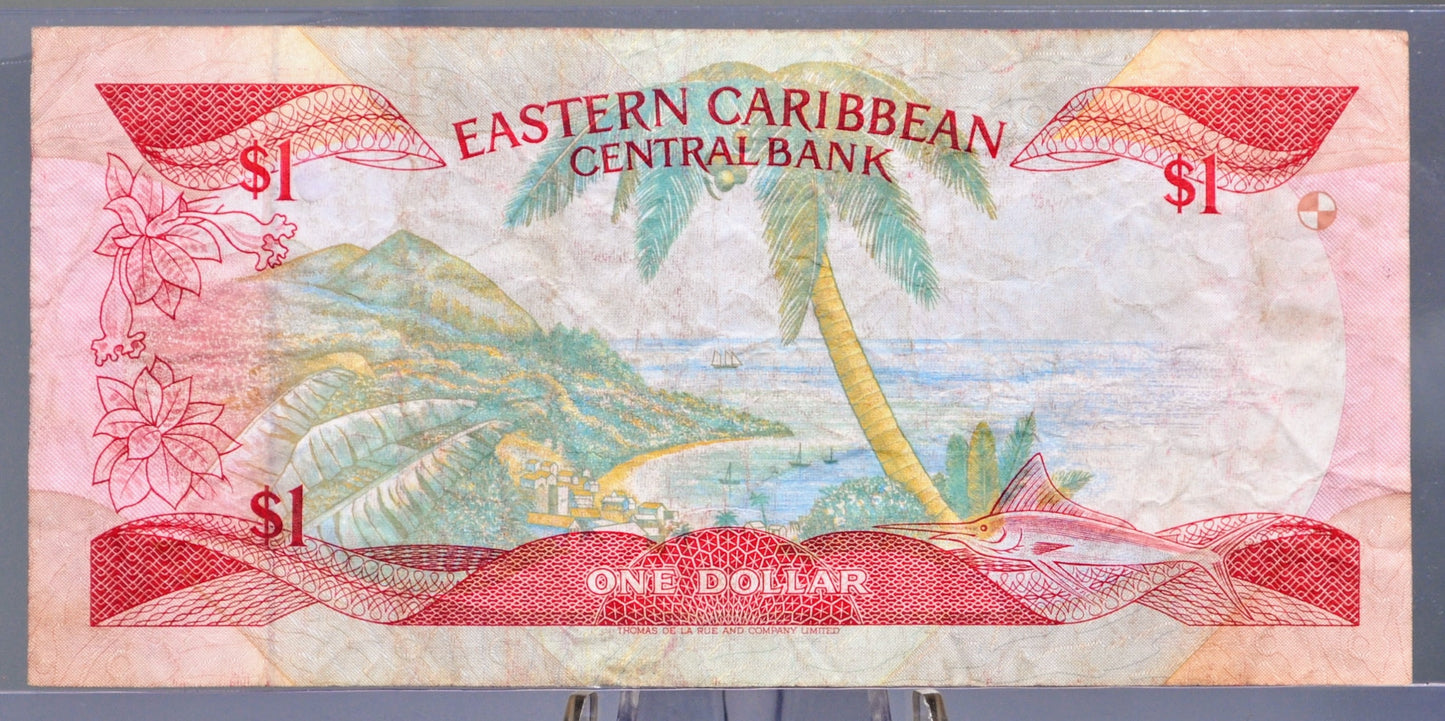 EASTERN CARIBBEAN
CENTRAL BANK
$1
$1
$1
ONE DOLLAR
THOMAS DE LA RUE AND COMPANY LIMITED